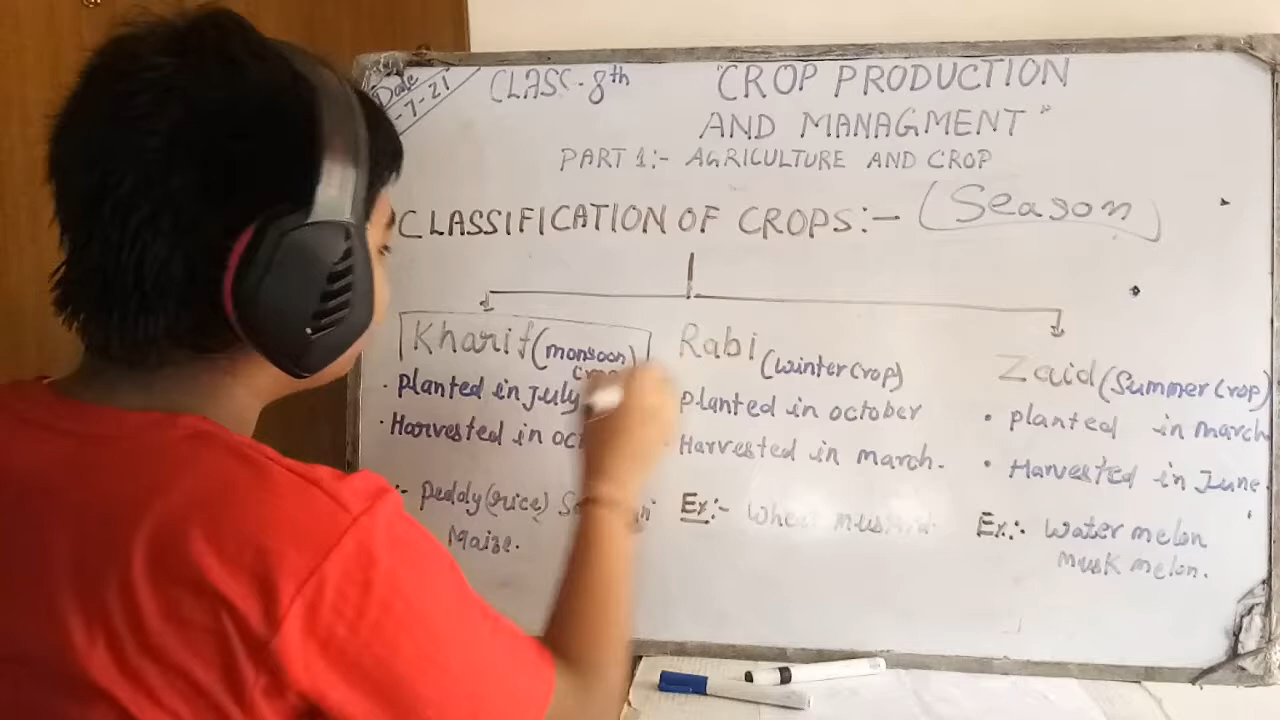 Date
-7-21
CLASS-8th
"CROP PRODUCTION
AND MANAGMENT"
PART 1:- AGRICULTURE AND CROP
CLASSIFICATION OF CROPS:- (Season)
Kharif (monsoon)
• Planted in July
• Harvested in
Peddy(rice)
Maize.
Rabi (winter crop)
planted in october
Harvested in march.
Ex:- Wheat mustard.
Zaid (Summer crop)
• planted in march
• Harvested in June.
Ex:- water melon
musk melon.